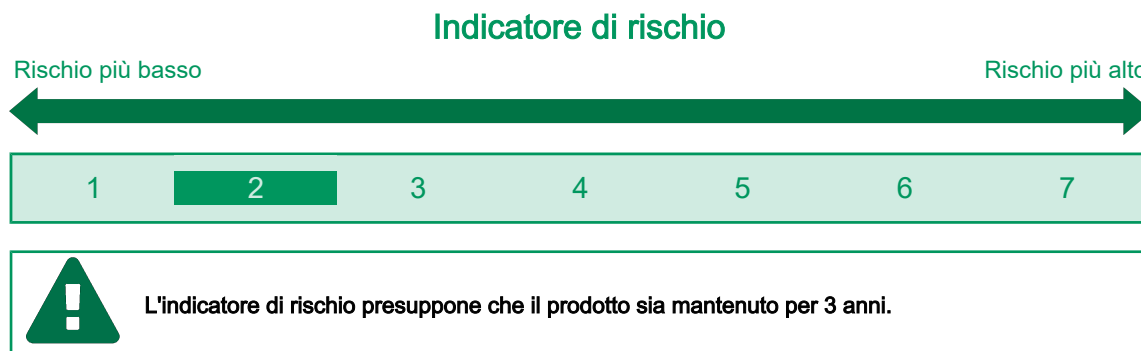 Indicatore di rischio
Rischio più basso
Rischio più alto
1 2 3 4 5 6 7
L'indicatore di rischio presuppone che il prodotto sia mantenuto per 3 anni.